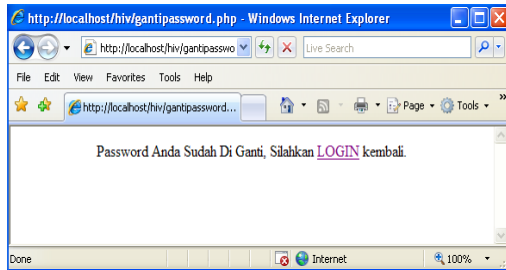 http://localhost/hiv/gantipassword.php - Windows Internet Explorer
http://localhost/hiv/gantipasswo Live Search
File Edit View Favorites Tools Help
http://localhost/hiv/gantipassword... Page Tools »
Password Anda Sudah Di Ganti, Silahkan LOGIN kembali.
Done Internet 100%